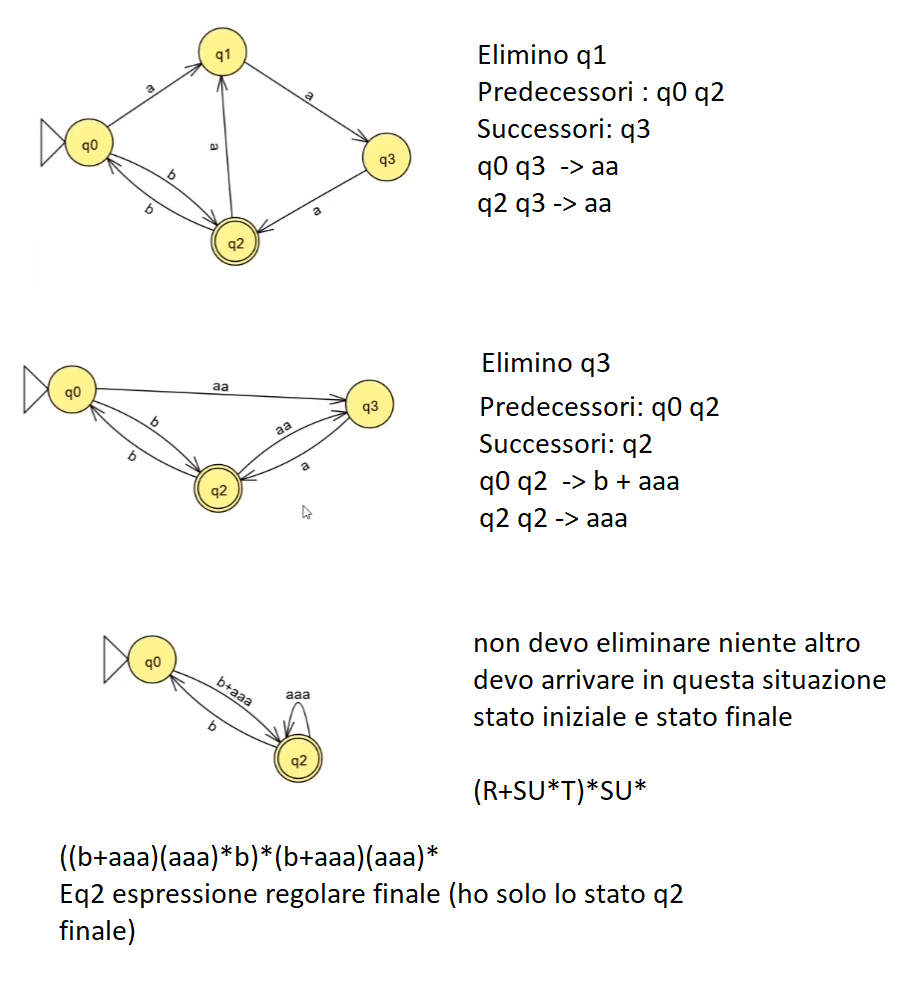 q1
a
a
q0
a
q3
b
b
a
q2
Elimino q1
Predecessori : q0 q2
Successori: q3
q0 q3  -> aa
q2 q3 -> aa
q0
aa
q3
b
aa
b
a
q2
Elimino q3
Predecessori: q0 q2
Successori: q2
q0 q2  -> b + aaa
q2 q2 -> aaa
q0
b+aaa
aaa
b
q2
non devo eliminare niente altro
devo arrivare in questa situazione
stato iniziale e stato finale
(R+SU*T)*SU*
((b+aaa)(aaa)*b)*(b+aaa)(aaa)*
Eq2 espressione regolare finale (ho solo lo stato q2
finale)